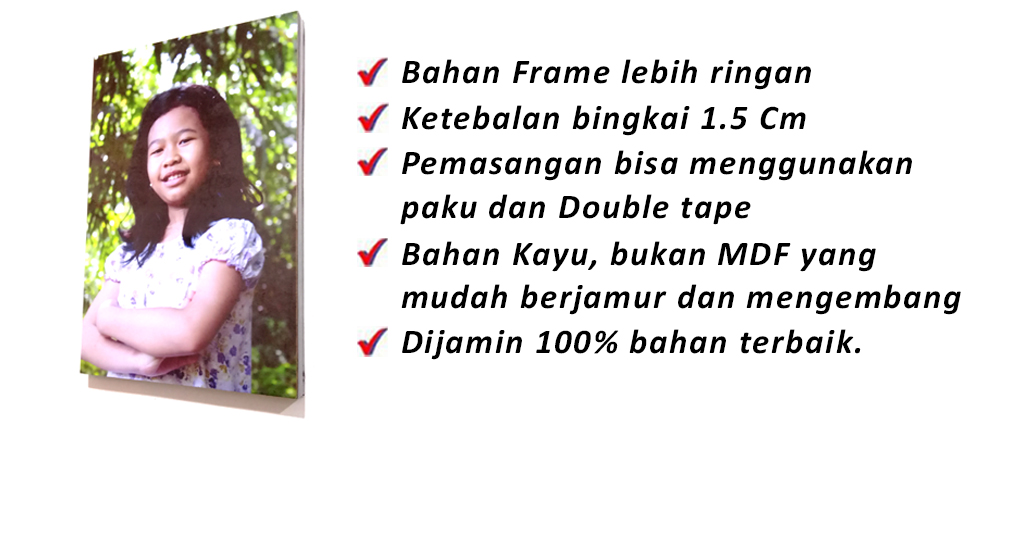 Bahan Frame lebih ringan
Ketebalan bingkai 1.5 Cm
Pemasangan bisa menggunakan
paku dan Double tape
Bahan Kayu, bukan MDF yang
mudah berjamur dan mengembang
Dijamin 100% bahan terbaik.